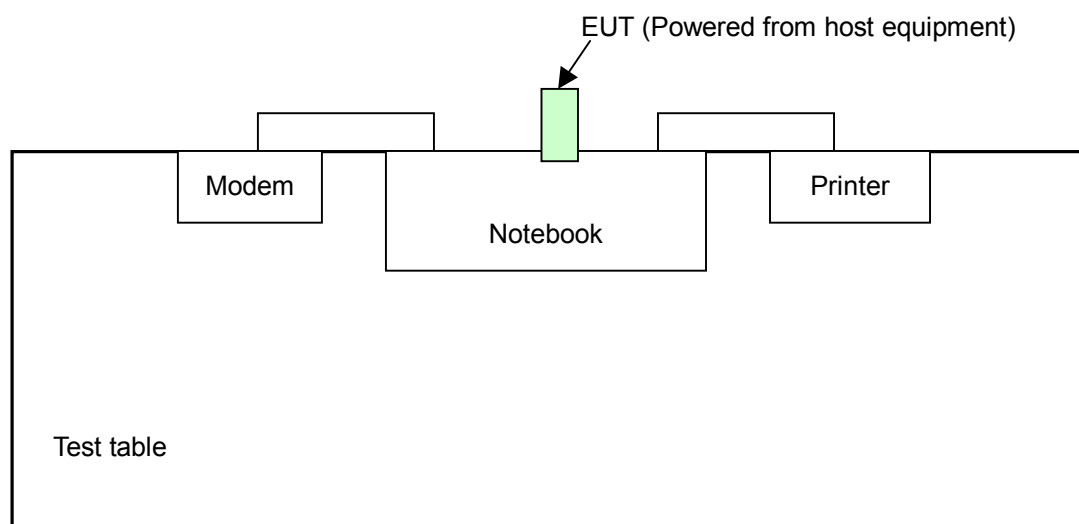 EUT (Powered from host equipment)
Modem
Printer
Notebook
Test table